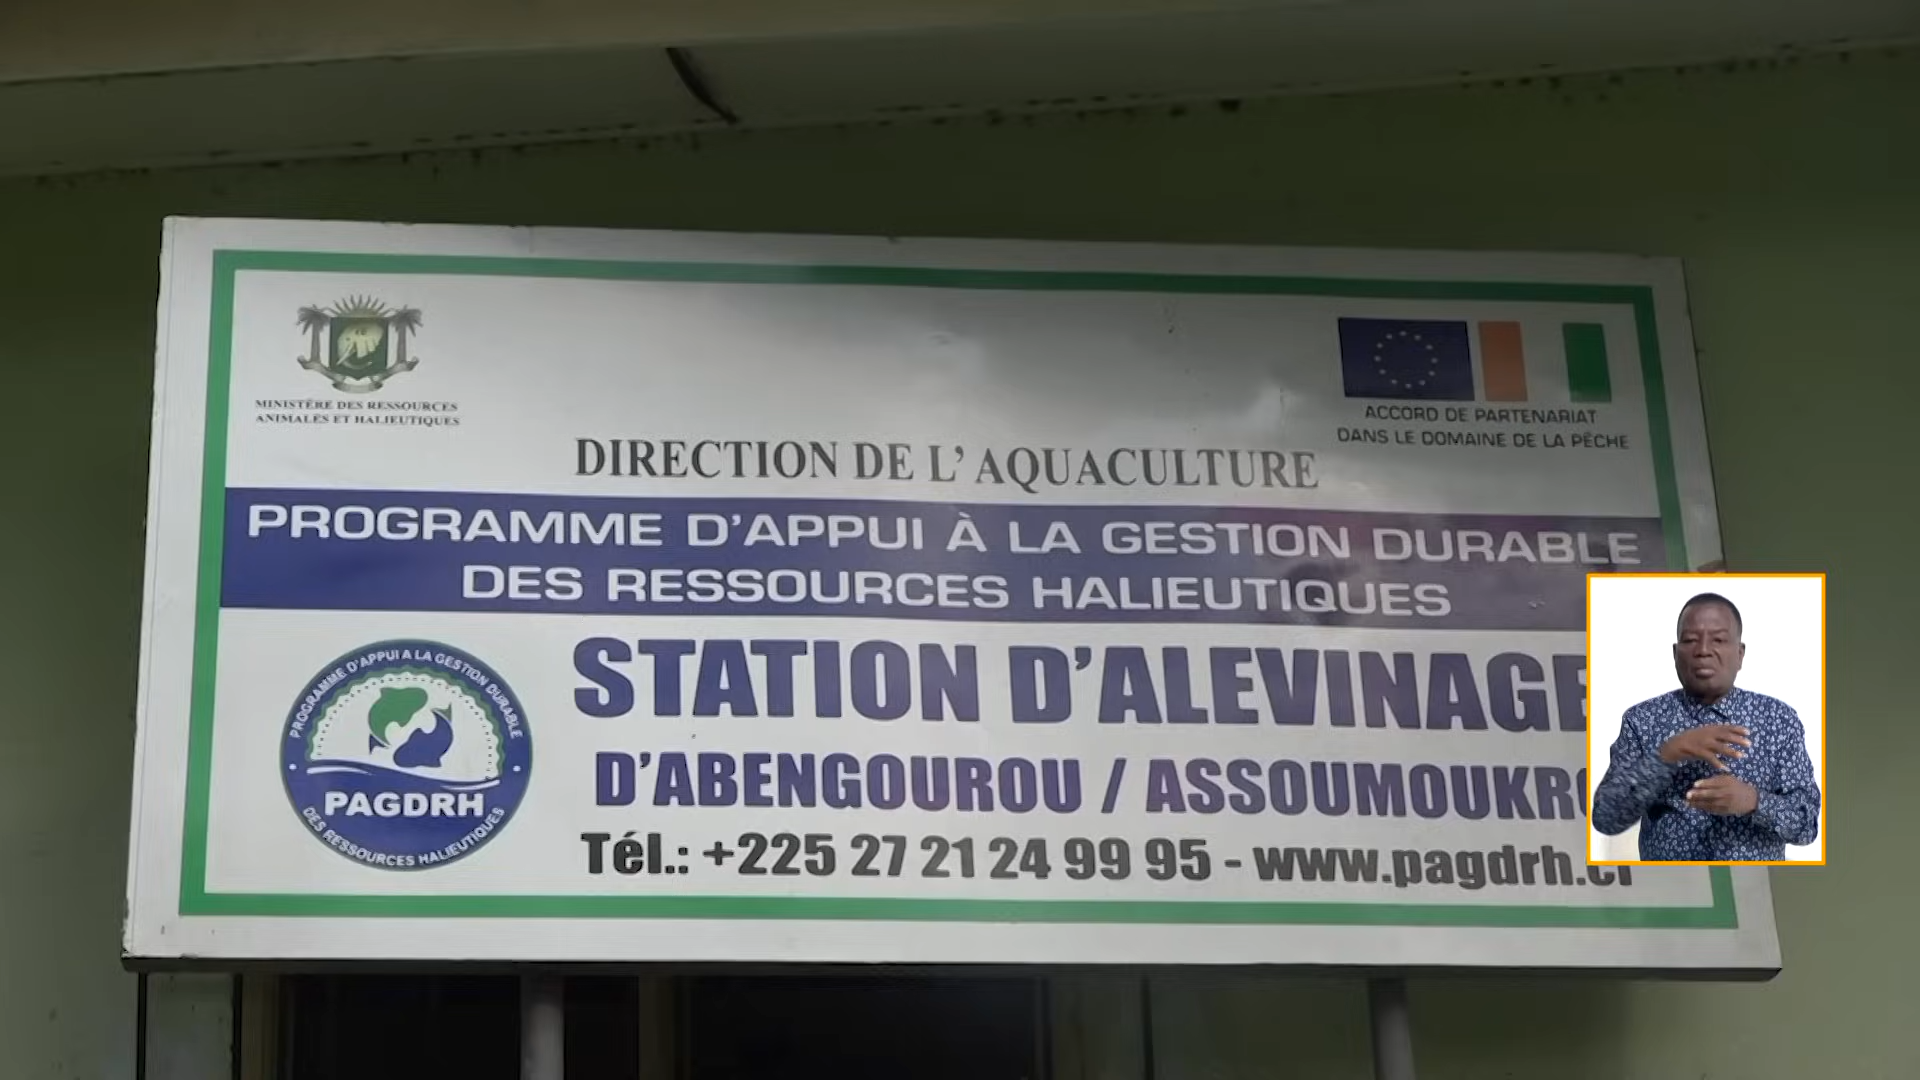 MINISTÈRE DES RESSOURCES
ANIMALES ET HALIEUTIQUES
ACCORD DE PARTENARIAT
DANS LE DOMAINE DE LA PÊCHE
DIRECTION DE L'AQUACULTURE
PROGRAMME D'APPUI À LA GESTION DURABLE
DES RESSOURCES HALIEUTIQUES
PROGRAMME D'APPUI A LA GESTION DURABLE
PAGDRH
DES RESSOURCES HALIEUTIQUES
STATION D'ALEVINAGE
D'ABENGOUROU /
Tél.: +225 27 21 24 99 95 - www.pagdrh.ci